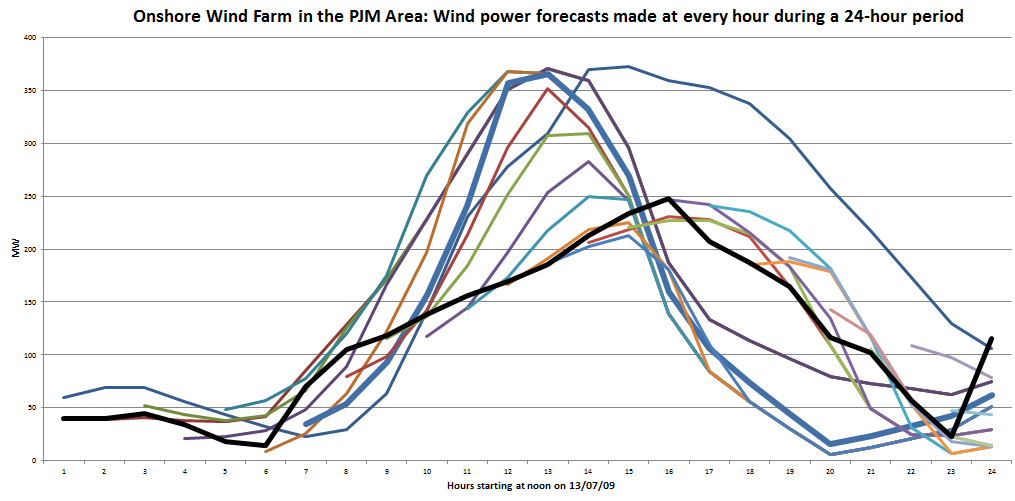 Onshore Wind Farm in the PJM Area: Wind power forecasts made at every hour during a 24-hour period
400
350
300
250
200
150
100
50
0
MW
1 2 3 4 5 6 7 8 9 10 11 12 13 14 15 16 17 18 19 20 21 22 23 24
Hours starting at noon on 13/07/09